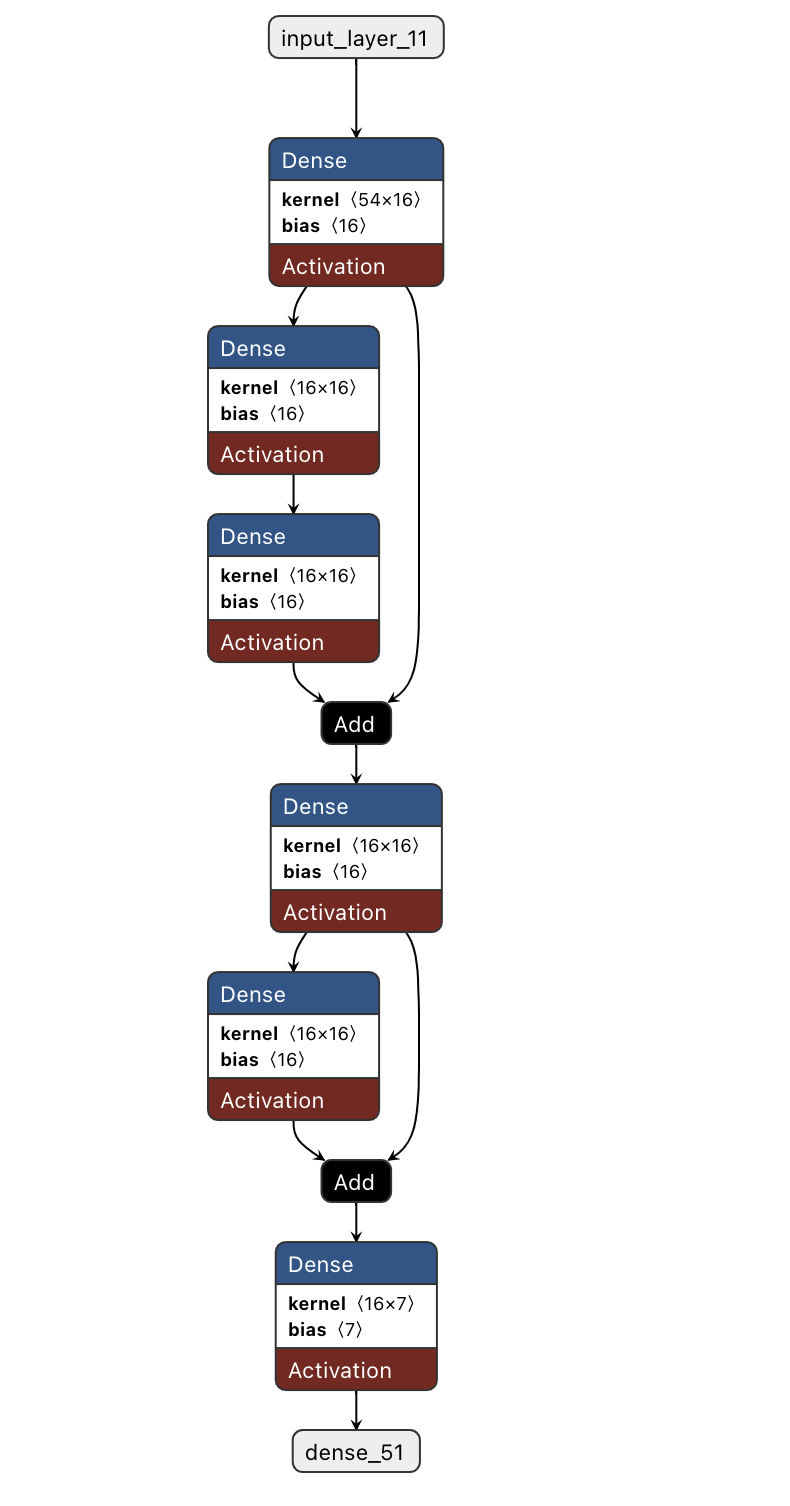 input_layer_11
Dense
kernel 〈54×16〉
bias 〈16〉
Activation
Dense
kernel 〈16×16〉
bias 〈16〉
Activation
Dense
kernel 〈16×16〉
bias 〈16〉
Activation
Add
Dense
kernel 〈16×16〉
bias 〈16〉
Activation
Dense
kernel 〈16×16〉
bias 〈16〉
Activation
Add
Dense
kernel 〈16×7〉
bias 〈7〉
Activation
dense_51